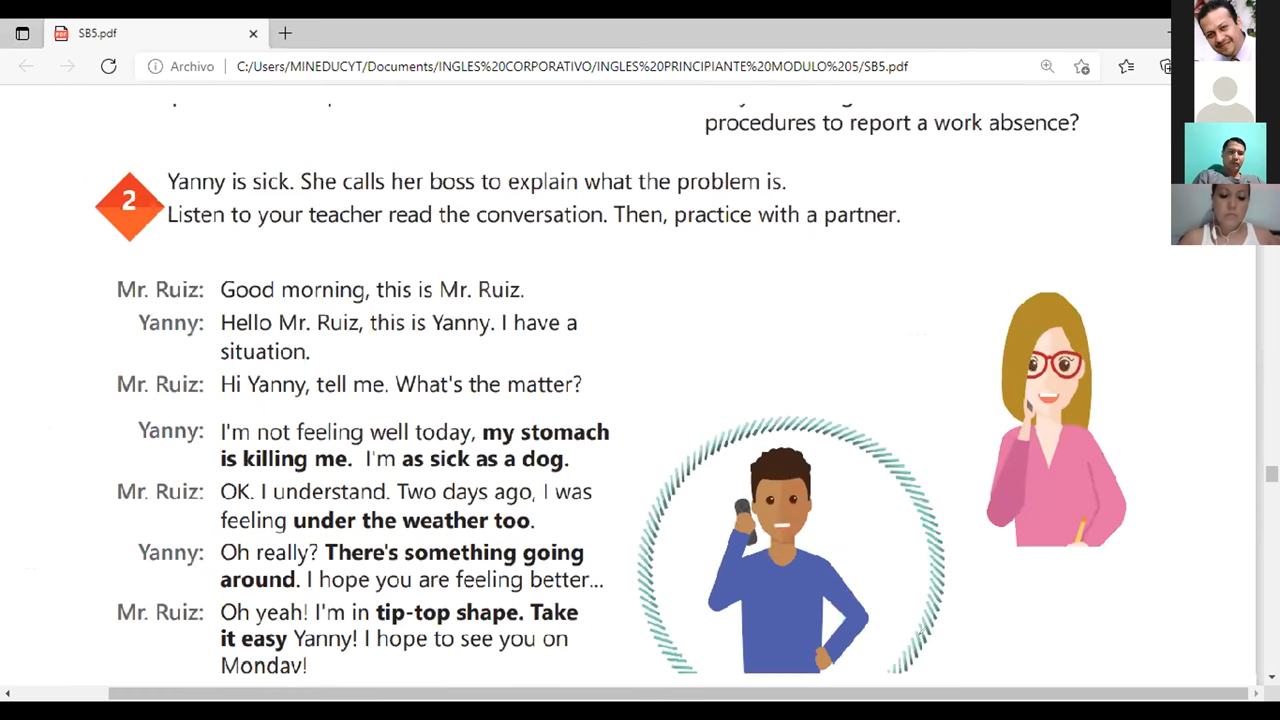 SB5.pdf
C:/Users/MINEDUCYT/Documents/INGLES%20CORPORATIVO/INGLES%20PRINCIPIANTE%20MODULO%205/SB5.pdf
Archivo
procedures to report a work absence?
2
Yanny is sick. She calls her boss to explain what the problem is.
Listen to your teacher read the conversation. Then, practice with a partner.
Mr. Ruiz: Good morning, this is Mr. Ruiz.
Yanny: Hello Mr. Ruiz, this is Yanny. I have a
situation.
Mr. Ruiz: Hi Yanny, tell me. What's the matter?
Yanny: I'm not feeling well today, my stomach
is killing me. I'm as sick as a dog.
Mr. Ruiz: OK. I understand. Two days ago, I was
feeling under the weather too.
Yanny: Oh really? There's something going
around. I hope you are feeling better...
Mr. Ruiz: Oh yeah! I'm in tip-top shape. Take
it easy Yanny! I hope to see you on
Monday!